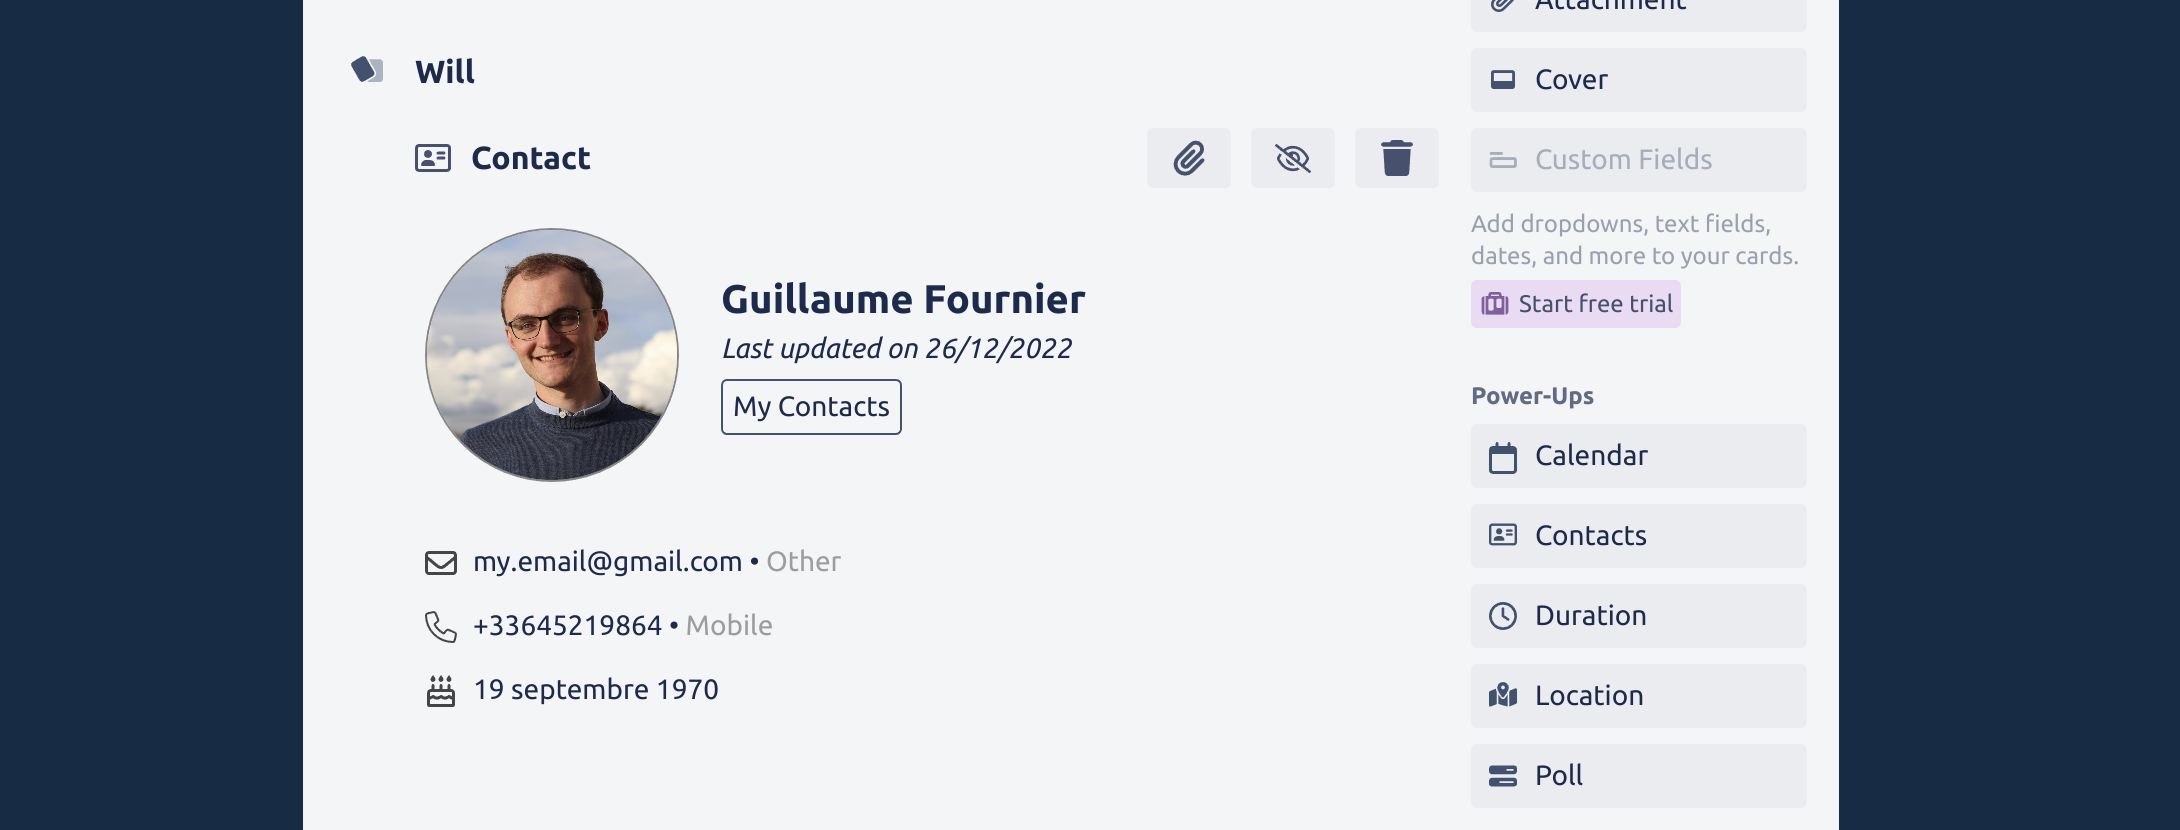 Attachment
Will
Cover
Contact
Custom Fields
Add dropdowns, text fields,
dates, and more to your cards.
Start free trial
Guillaume Fournier
Last updated on 26/12/2022
My Contacts
Power-Ups
Calendar
Contacts
my.email@gmail.com • Other
Duration
+33645219864 • Mobile
19 septembre 1970
Location
Poll